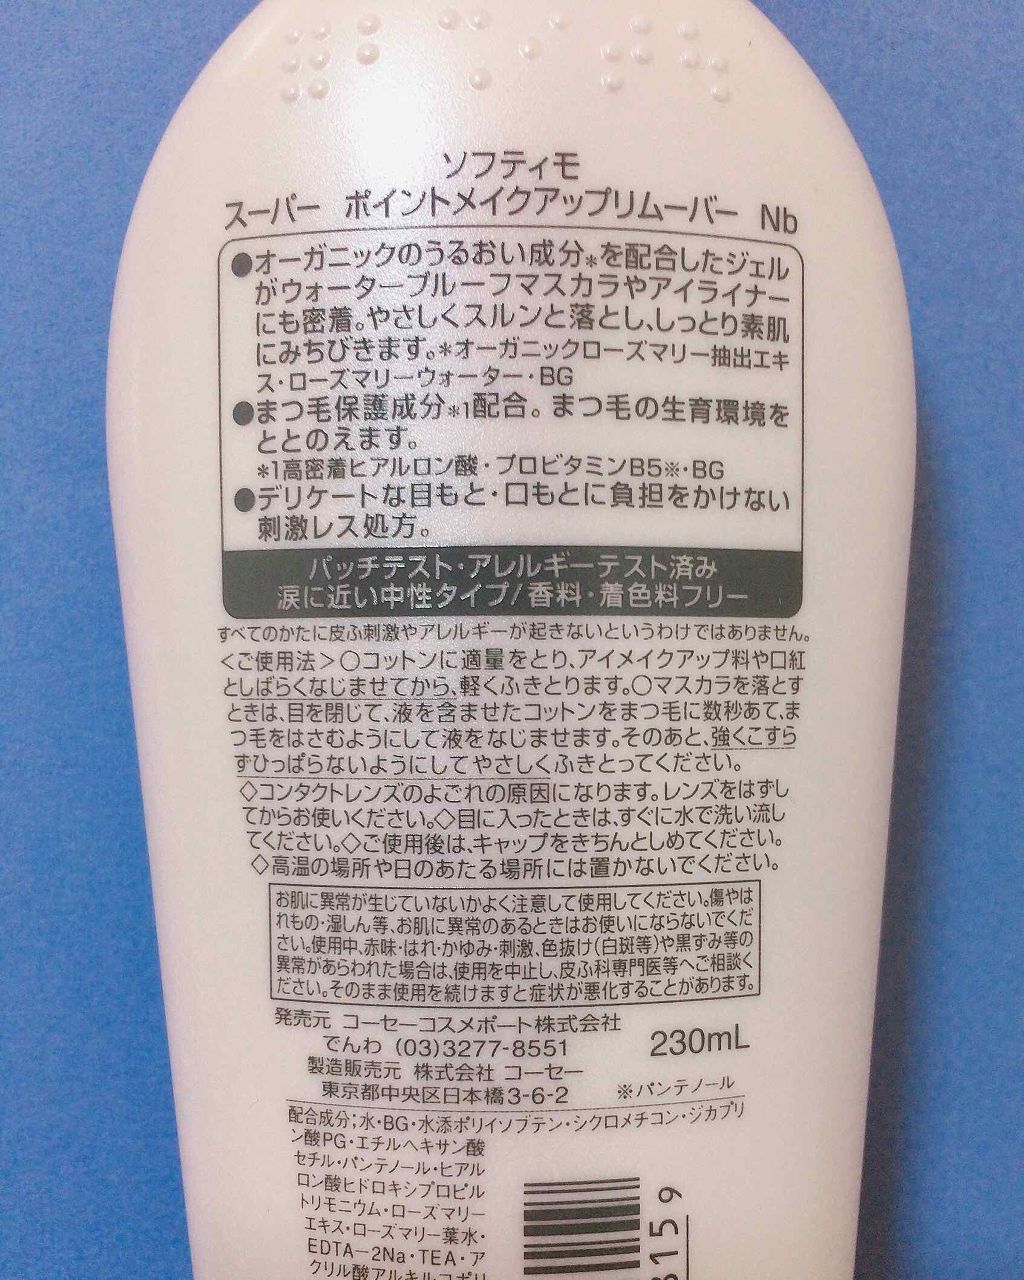 ソフティモ
スーパー ポイントメイクアップリムーバー Nb
●オーガニックのうるおい成分*を配合したジェル
がウォータープルーフマスカラやアイライナー
にも密着。やさしくスルンと落とし、しっとり素肌
にみちびきます。*オーガニックローズマリー抽出エキ
ス・ローズマリーウォーター・BG
●まつ毛保護成分*1配合。まつ毛の生育環境を
ととのえます。
*1高密着ヒアルロン酸・プロビタミンB5※・BG
●デリケートな目もと・口もとに負担をかけない
刺激レス処方。
パッチテスト・アレルギーテスト済み
涙に近い中性タイプ/香料・着色料フリー
すべてのかたに皮ふ刺激やアレルギーが起きないというわけではありません。
<ご使用法>○コットンに適量をとり、アイメイクアップ料や口紅
としばらくなじませてから、軽くふきとります。○マスカラを落とす
ときは、目を閉じて、液を含ませたコットンをまつ毛に数秒あて、ま
つ毛をはさむようにして液をなじませます。そのあと、強くこすら
ずひっぱらないようにしてやさしくふきとってください。
◇コンタクトレンズのよごれの原因になります。レンズをはずし
てからお使いください。◇目に入ったときは、すぐに水で洗い流し
てください。◇ご使用後は、キャップをきちんとしめてください。
◇高温の場所や日のあたる場所には置かないでください。
お肌に異常が生じていないかよく注意して使用してください。傷やは
れもの・湿しん等、お肌に異常のあるときはお使いにならないでくだ
さい。使用中、赤味・はれ・かゆみ・刺激、色抜け(白斑等)や黒ずみ等の
異常があらわれた場合は、使用を中止し、皮ふ科専門医等へご相談く
ださい。そのまま使用を続けますと症状が悪化することがあります。
発売元 コーセーコスメポート株式会社
でんわ (03)3277-8551
230mL
製造販売元 株式会社 コーセー
東京都中央区日本橋3-6-2
※パンテノール
配合成分;水・BG・水添ポリイソブテン・シクロメチコン・ジカプリ
ン酸PG・エチルヘキサン酸
セチル・パンテノール・ヒアル
ロン酸ヒドロキシプロピル
トリモニウム・ローズマリー
エキス・ローズマリー葉水・
EDTA-2Na・TEA・ア
クリル酸アルキルコポリ
8159